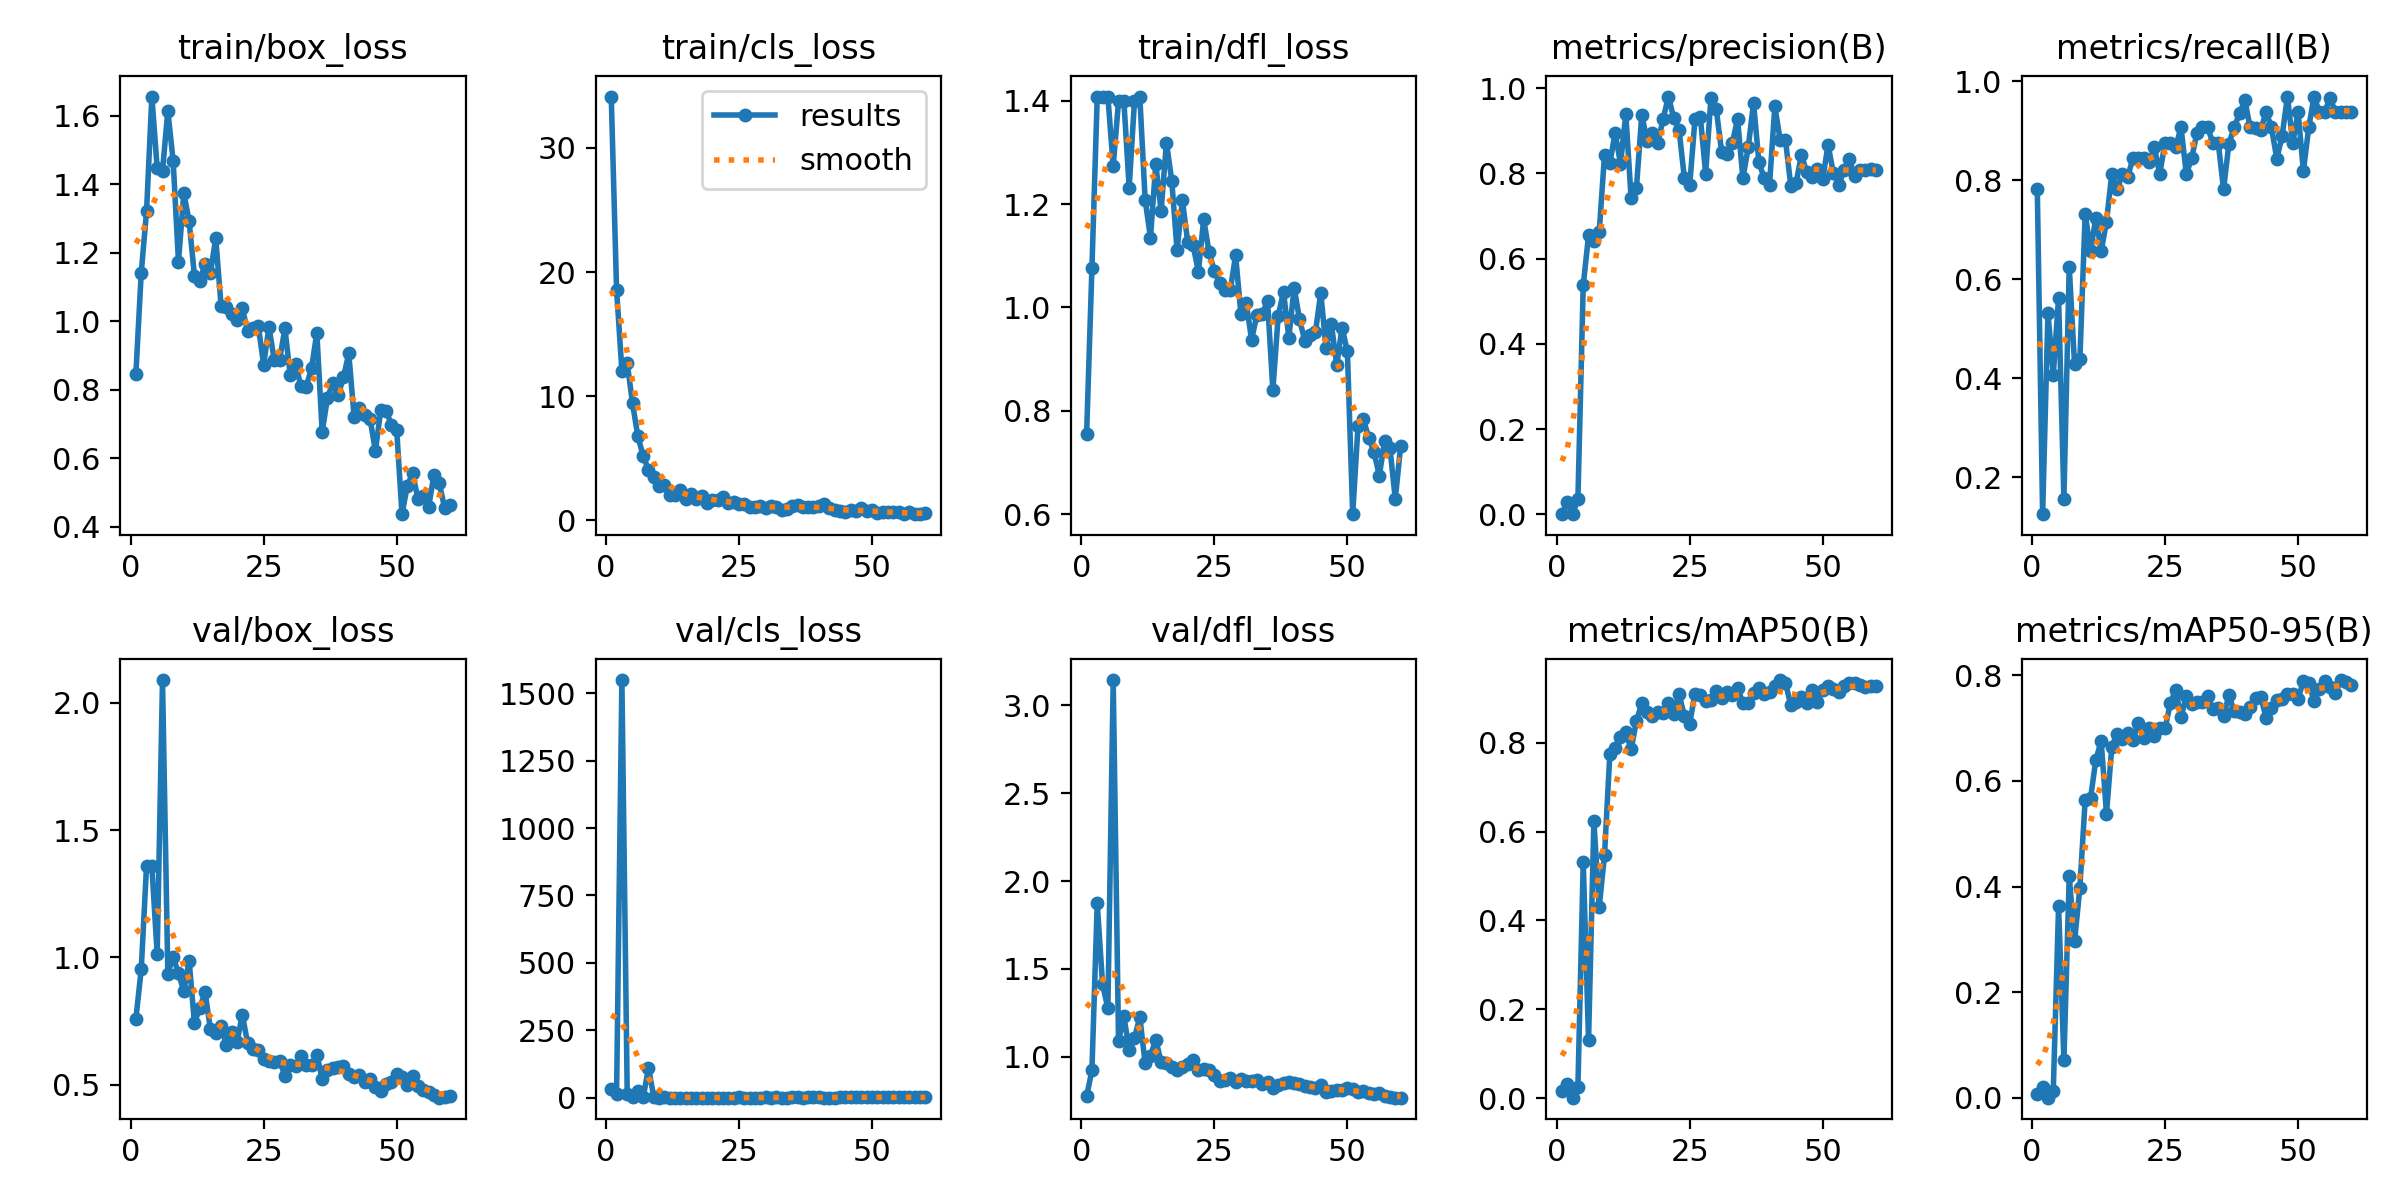 train/box_loss
1.6
1.4
1.2
1.0
0.8
0.6
0.4
0 25 50
train/cls_loss
results
smooth
30
20
10
0
0 25 50
train/dfl_loss
1.4
1.2
1.0
0.8
0.6
0 25 50
metrics/precision(B)
1.0
0.8
0.6
0.4
0.2
0.0
0 25 50
metrics/recall(B)
1.0
0.8
0.6
0.4
0.2
0 25 50
val/box_loss
2.0
1.5
1.0
0.5
0 25 50
val/cls_loss
1500
1250
1000
750
500
250
0
0 25 50
val/dfl_loss
3.0
2.5
2.0
1.5
1.0
0 25 50
metrics/mAP50(B)
0.8
0.6
0.4
0.2
0.0
0 25 50
metrics/mAP50-95(B)
0.8
0.6
0.4
0.2
0.0
0 25 50